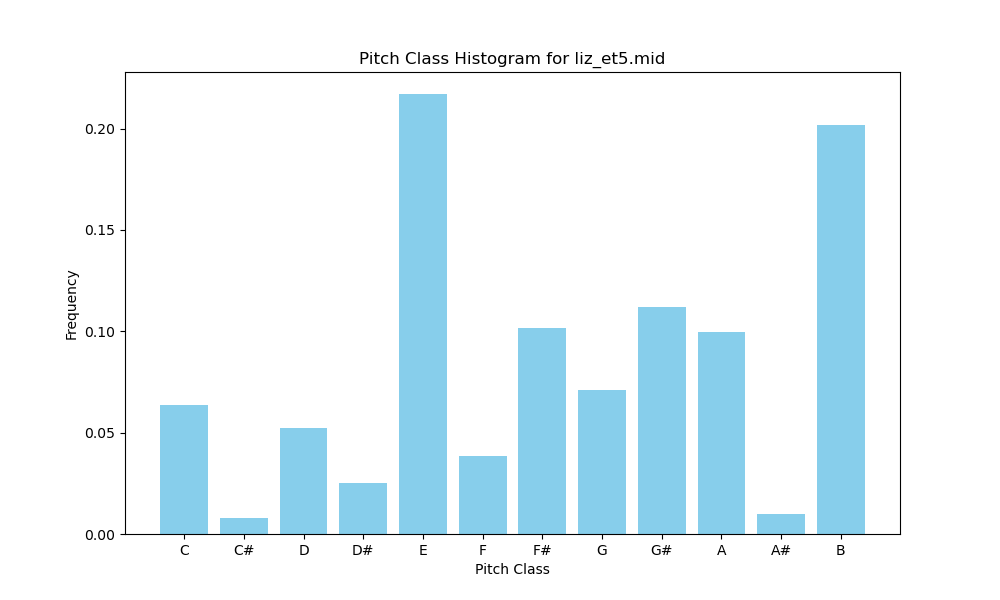 Pitch Class Histogram for liz_et5.mid
Frequency
0.20
0.15
0.10
0.05
0.00
C C# D D# E F F# G G# A A# B
Pitch Class